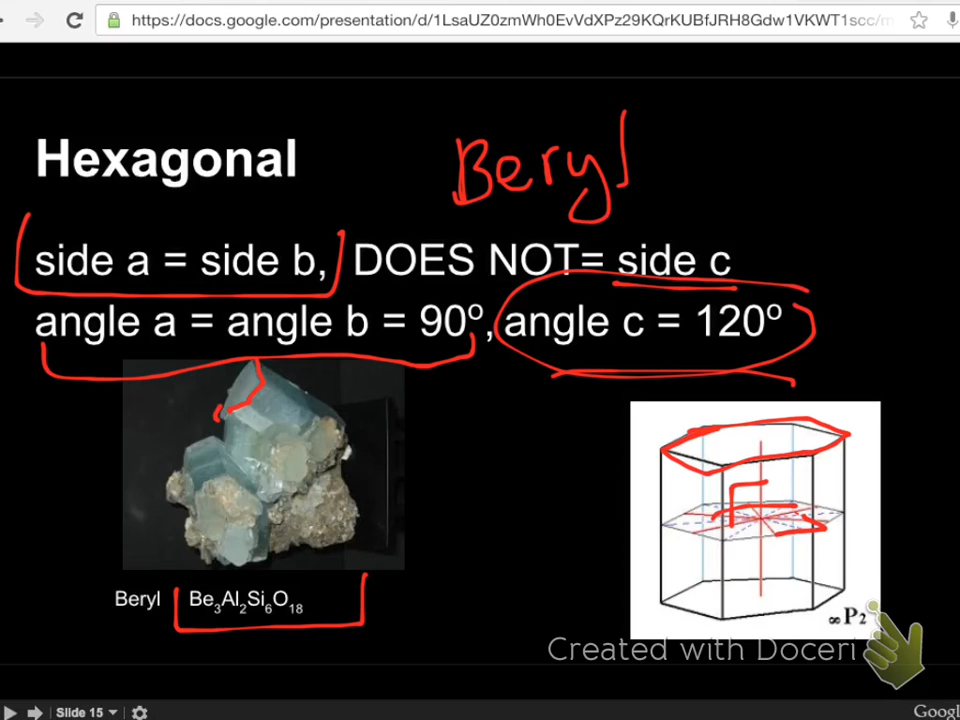 https://docs.google.com/presentation/d/1LsaUZ0zmWh0EvVdXPz29KQrKUBfJRH8Gdw1VKWT1scc/
Hexagonal
Beryl
side a = side b, DOES NOT= side c
angle a = angle b = 90º, angle c = 120º
Beryl Be₃Al₂Si₆O₁₈
∞P2
Created with Doceri
Slide 15
Googl